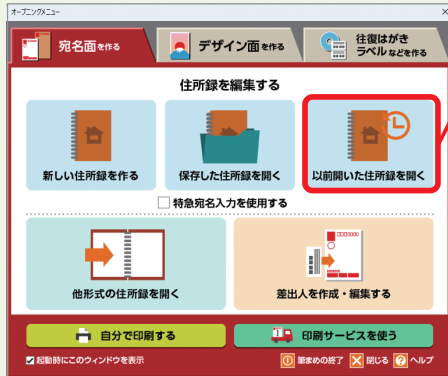 オープニングメニュー
宛名面を作る
デザイン面を作る
往復はがき
ラベルなどを作る
住所録を編集する
新しい住所録を作る
保存した住所録を開く
以前開いた住所録を開く
特急宛名入力を使用する
他形式の住所録を開く
差出人を作成・編集する
自分で印刷する
印刷サービスを使う
起動時にこのウィンドウを表示
筆まめの終了
閉じる
ヘルプ